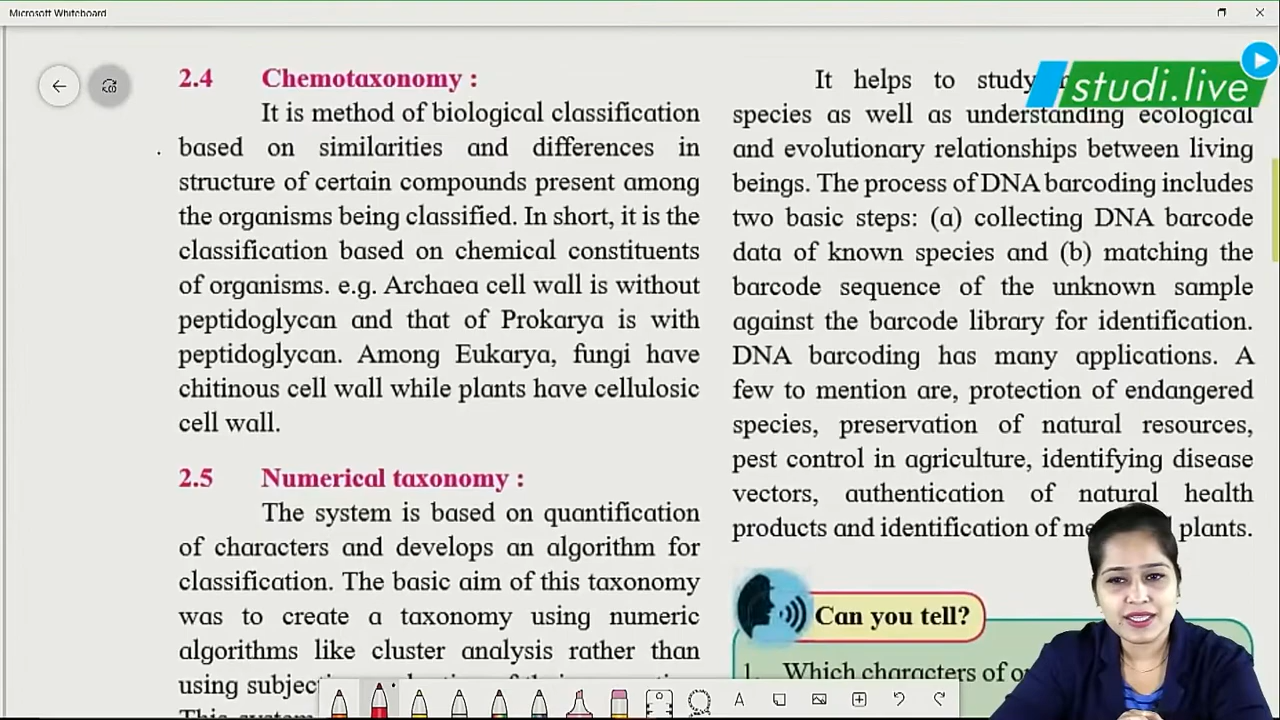 Microsoft Whiteboard
2.4 Chemotaxonomy :
It is method of biological classification
based on similarities and differences in
structure of certain compounds present among
the organisms being classified. In short, it is the
classification based on chemical constituents
of organisms. e.g. Archaea cell wall is without
peptidoglycan and that of Prokarya is with
peptidoglycan. Among Eukarya, fungi have
chitinous cell wall while plants have cellulosic
cell wall.
2.5 Numerical taxonomy :
The system is based on quantification
of characters and develops an algorithm for
classification. The basic aim of this taxonomy
was to create a taxonomy using numeric
algorithms like cluster analysis rather than
using
studi.live
It helps to study
species as well as understanding ecological
and evolutionary relationships between living
beings. The process of DNA barcoding includes
two basic steps: (a) collecting DNA barcode
data of known species and (b) matching the
barcode sequence of the unknown sample
against the barcode library for identification.
DNA barcoding has many applications. A
few to mention are, protection of endangered
species, preservation of natural resources,
pest control in agriculture, identifying disease
vectors, authentication of natural health
products and identification of plants.
Can you tell?
1. Which characters of